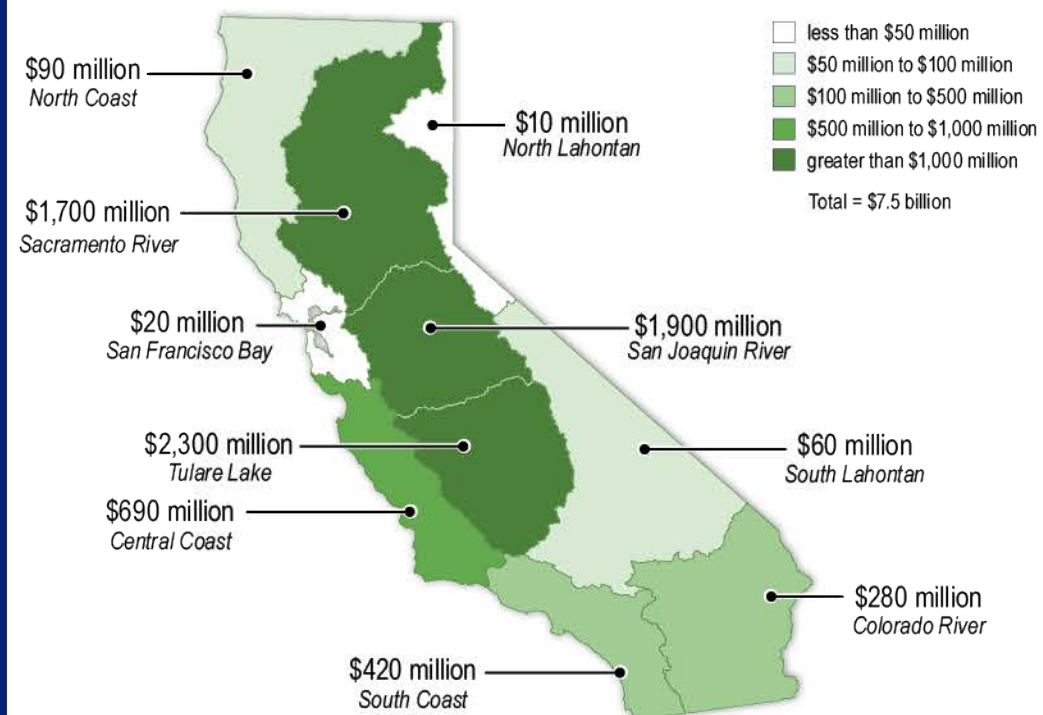 $90 million
North Coast
$10 million
North Lahontan
$1,700 million
Sacramento River
$20 million
San Francisco Bay
$1,900 million
San Joaquin River
$2,300 million
Tulare Lake
$60 million
South Lahontan
$690 million
Central Coast
$280 million
Colorado River
$420 million
South Coast
less than $50 million
$50 million to $100 million
$100 million to $500 million
$500 million to $1,000 million
greater than $1,000 million
Total = $7.5 billion